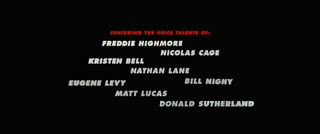 FEATURING THE VOICE TALENTS OF:
FREDDIE HIGHMORE
NICOLAS CAGE
KRISTEN BELL
NATHAN LANE
EUGENE LEVY
BILL NIGHY
MATT LUCAS
DONALD SUTHERLAND